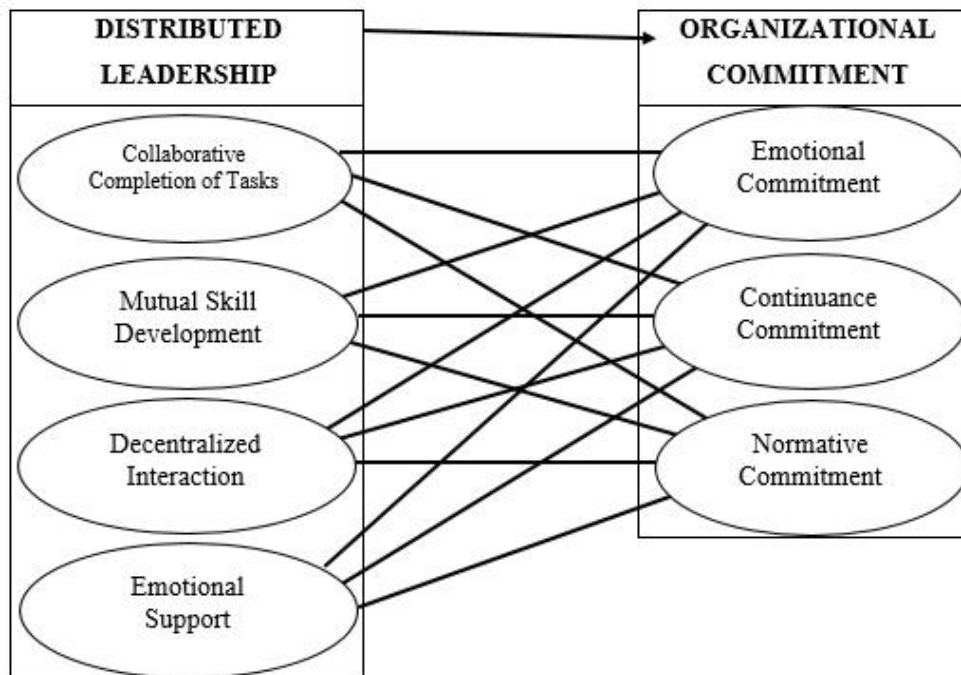 DISTRIBUTED
LEADERSHIP
ORGANIZATIONAL
COMMITMENT
Collaborative
Completion of Tasks
Mutual Skill
Development
Decentralized
Interaction
Emotional
Support
Emotional
Commitment
Continuance
Commitment
Normative
Commitment